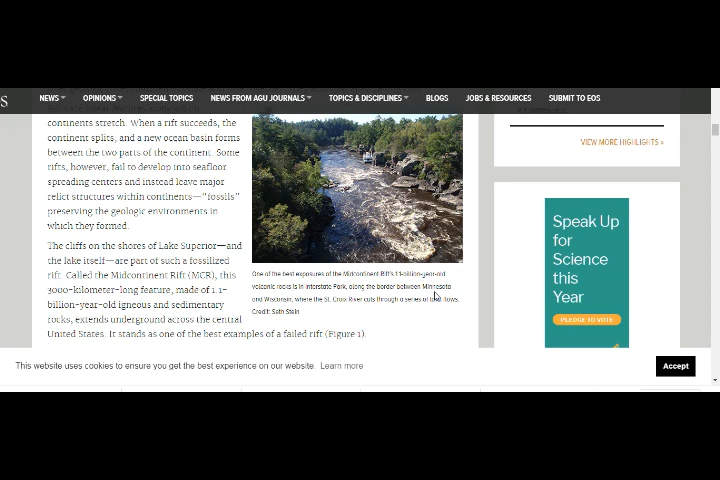 S
NEWS OPINIONS SPECIAL TOPICS NEWS FROM AGU JOURNALS TOPICS & DISCIPLINES BLOGS JOBS & RESOURCES SUBMIT TO EOS
continents stretch. When a rift succeeds, the
continent splits, and a new ocean basin forms
between the two parts of the continent. Some
rifts, however, fail to develop into seafloor
spreading centers and instead leave major
relict structures within continents—“fossils”
preserving the geologic environments in
which they formed.
The cliffs on the shores of Lake Superior—and
the lake itself—are part of such a fossilized
rift. Called the Midcontinent Rift (MCR), this
3000-kilometer-long feature, made of 1.1-
billion-year-old igneous and sedimentary
rocks, extends underground across the central
United States. It stands as one of the best examples of a failed rift (Figure 1).
One of the best exposures of the Midcontinent Rift's 1.1-billion-year-old
volcanic rocks is in Interstate Park, along the border between Minnesota
and Wisconsin, where the St. Croix River cuts through a series of lava flows.
Credit: Seth Stein
VIEW MORE HIGHLIGHTS »
Speak Up
for
Science
this
Year
PLEDGE TO VOTE
This website uses cookies to ensure you get the best experience on our website. Learn more
Accept